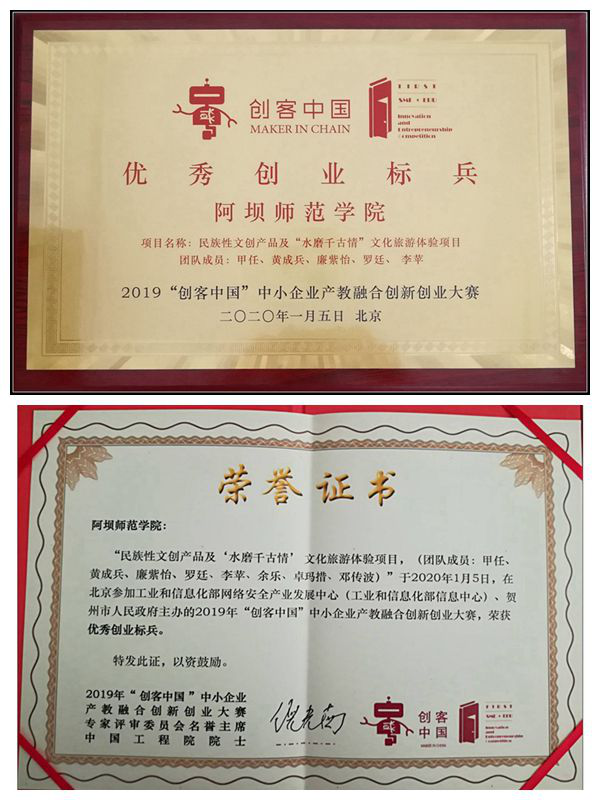 创客中国
MAKER IN CHAIN
FIRST
SME + EDU
Innovation
and
Entrepreneurship
Competition
优秀创业标兵
阿坝师范学院
项目名称：民族性文创产品及“水磨千古情”文化旅游体验项目
团队成员：甲任、黄成兵、廉紫怡、罗廷、李苹
2019“创客中国”中小企业产教融合创新创业大赛
二〇二〇年一月五日 北京
荣誉证书
阿坝师范学院：
“民族性文创产品及‘水磨千古情’文化旅游体验项目，（团队成员：甲任、
黄成兵、廉紫怡、罗廷、李苹、余乐、卓玛措、邓传波）”于2020年1月5日，在
北京参加工业和信息化部网络安全产业发展中心（工业和信息化部信息中心）、贺
州市人民政府主办的2019年“创客中国”中小企业产教融合创新创业大赛，荣获
优秀创业标兵。
特发此证，以资鼓励。
2019年“创客中国”中小企业
产教融合创新创业大赛
专家评审委员会名誉主席
中国工程院院士
创客
中国
MAKER IN CHINA
FIRST
SME + EDU
Innovation
and
Entrepreneurship
Competition